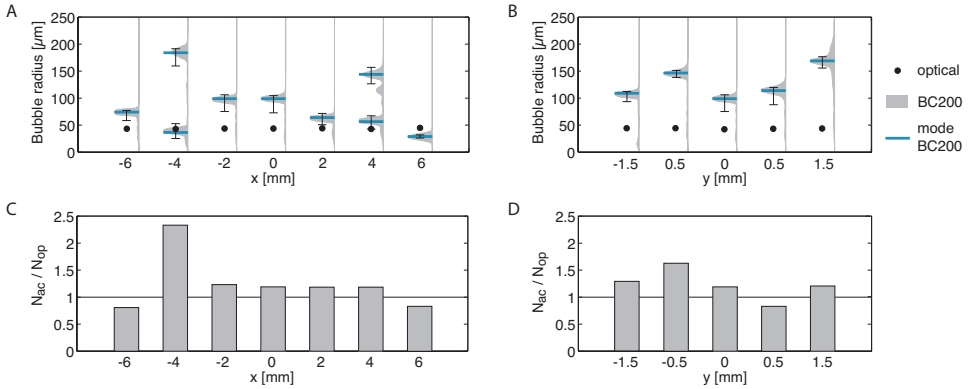 A
Bubble radius [µm]
250
200
150
100
50
0
-6 -4 -2 0 2 4 6
x [mm]
B
Bubble radius [µm]
250
200
150
100
50
0
-1.5 0.5 0 0.5 1.5
y [mm]
optical
BC200
mode
BC200
C
Nac / Nop
2.5
2
1.5
1
0.5
0
-6 -4 -2 0 2 4 6
x [mm]
D
Nac / Nop
2.5
2
1.5
1
0.5
0
-1.5 -0.5 0 0.5 1.5
y [mm]